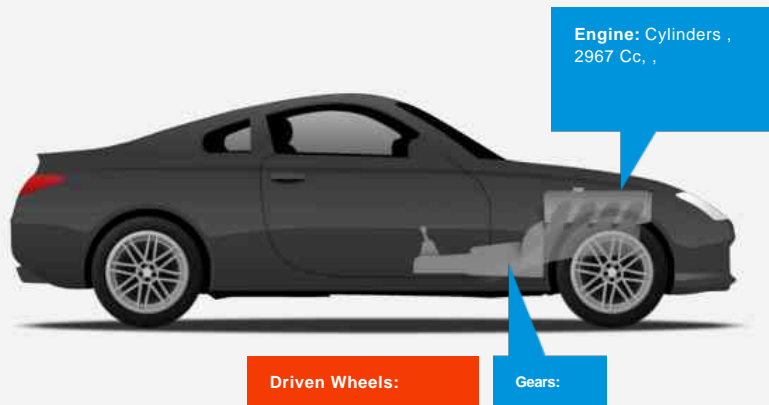 Engine: Cylinders ,
2967 Cc, ,
Driven Wheels:
Gears: